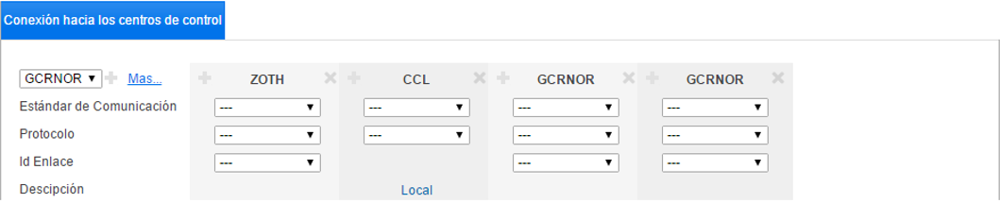 Conexión hacia los centros de control
GCRNOR Mas... ZOTH CCL GCRNOR GCRNOR
Estándar de Comunicación --- --- --- ---
Protocolo --- --- --- ---
Id Enlace --- --- ---
Descipción Local